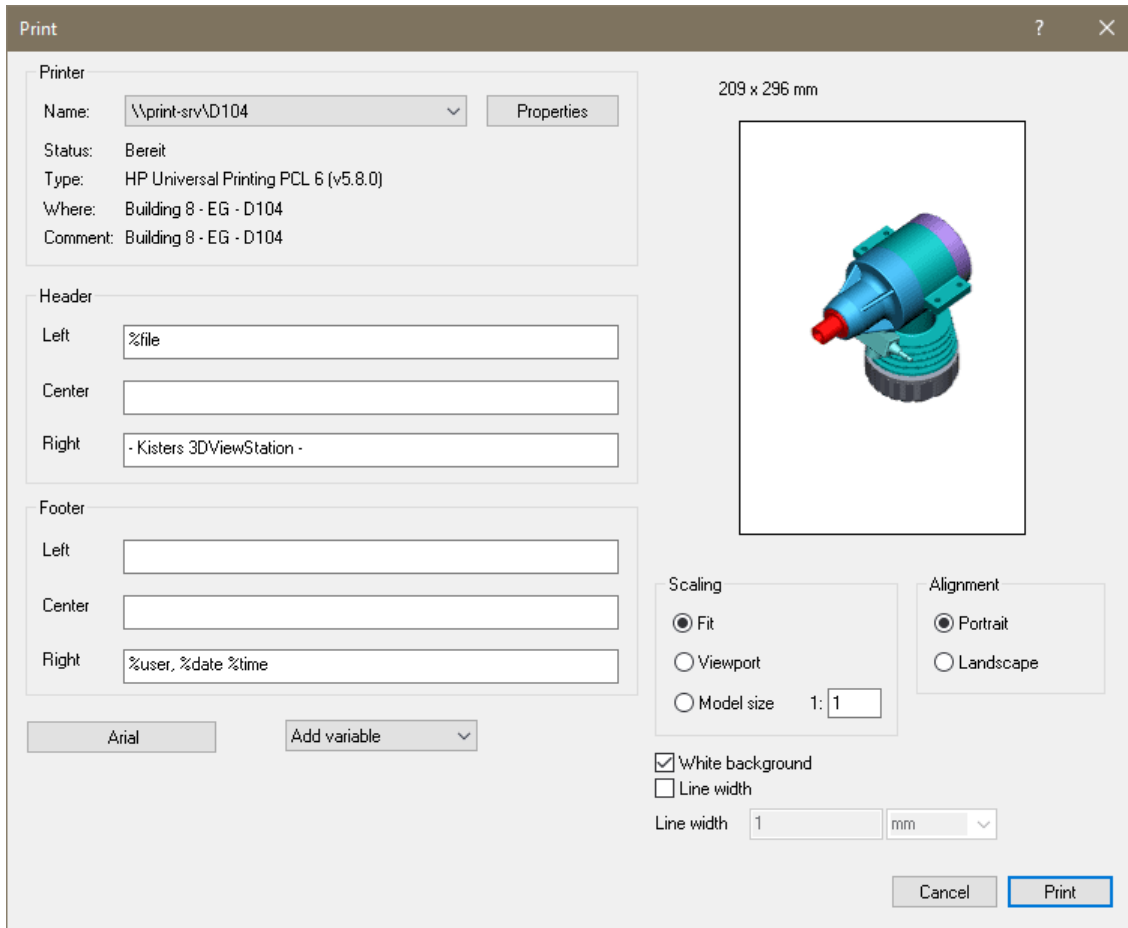 Print
?
Printer
Name: \\print-srv\D104 Properties
Status: Bereit
Type: HP Universal Printing PCL 6 (v5.8.0)
Where: Building 8 - EG - D104
Comment: Building 8 - EG - D104
Header
Left %file
Center
Right - Kisters 3DViewStation -
Footer
Left
Center
Right %user, %date %time
Arial Add variable
209 x 296 mm
Scaling
Fit
Viewport
Model size 1: 1
Alignment
Portrait
Landscape
White background
Line width
Line width 1 mm
Cancel Print